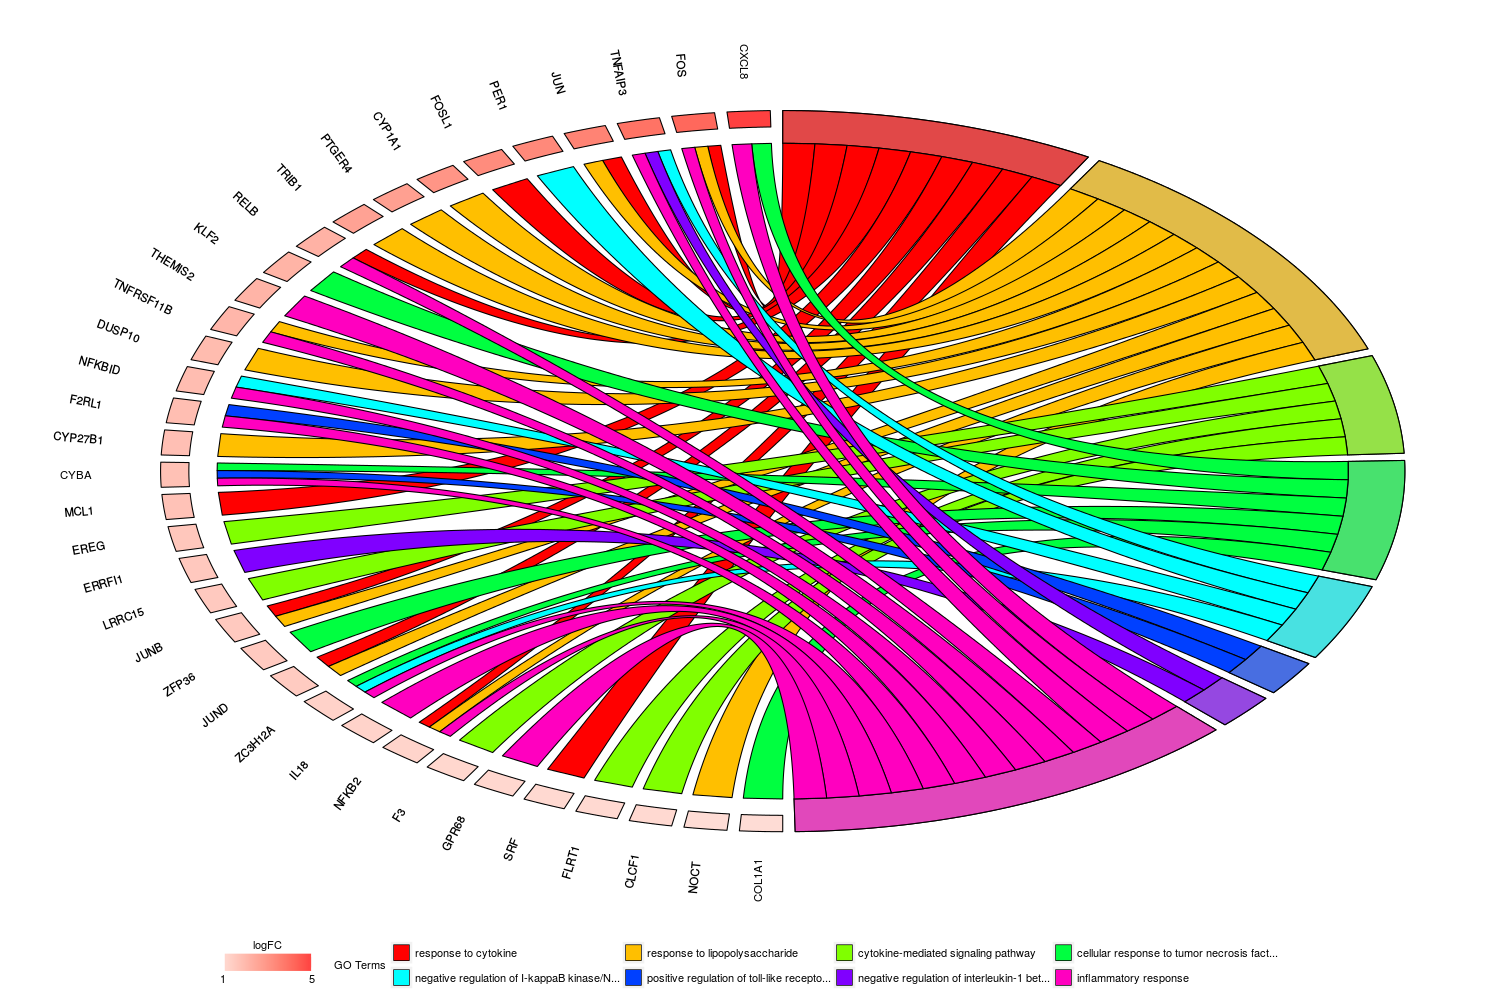 CXCL8
FOS
TNFAIP3
JUN
PER1
FOSL1
CYP1A1
PTGER4
TRIB1
RELB
KLF2
THEMIS2
TNFRSF11B
DUSP10
NFKBID
F2RL1
CYP27B1
CYBA
MCL1
EREG
ERRFI1
LRRC15
JUNB
ZFP36
JUND
ZC3H12A
IL18
NFKB2
F3
GPR68
SRF
FLRT1
CLCF1
NOCT
COL1A1
logFC
1 5
GO Terms
response to cytokine
response to lipopolysaccharide
cytokine-mediated signaling pathway
cellular response to tumor necrosis fact...
negative regulation of I-kappaB kinase/N...
positive regulation of toll-like recepto...
negative regulation of interleukin-1 bet...
inflammatory response